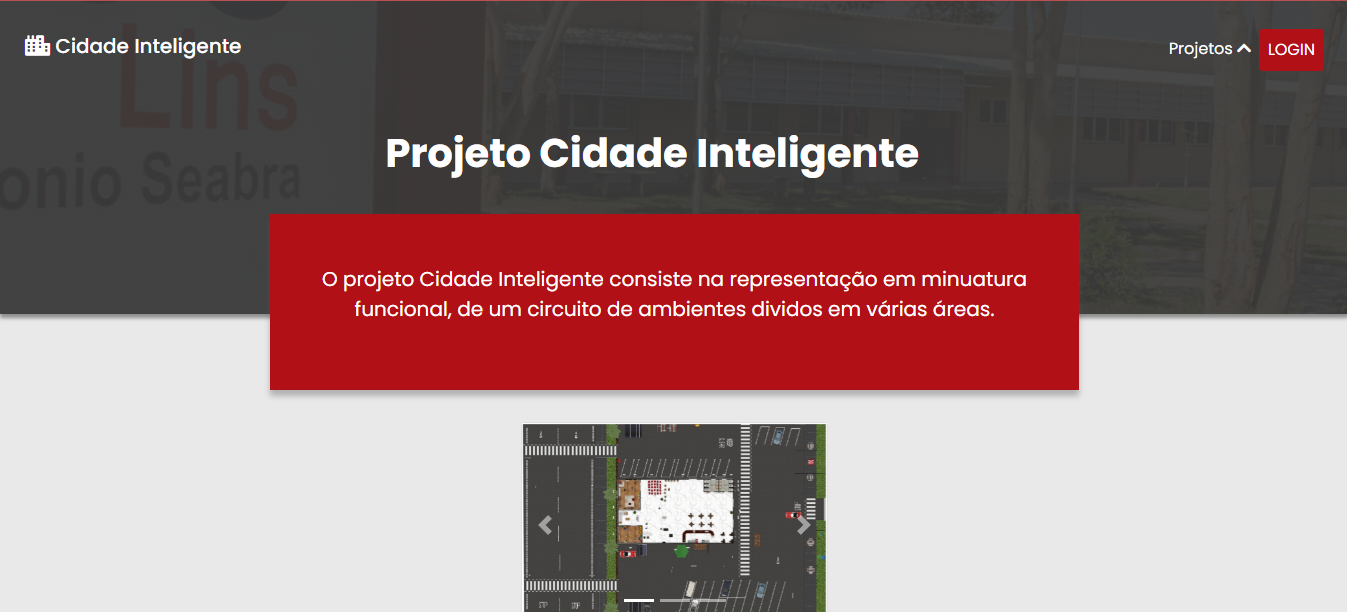 Cidade Inteligente
Projetos
LOGIN
Lins
onio Seabra
Projeto Cidade Inteligente
O projeto Cidade Inteligente consiste na representação em minuatura
funcional, de um circuito de ambientes dividos em várias áreas.